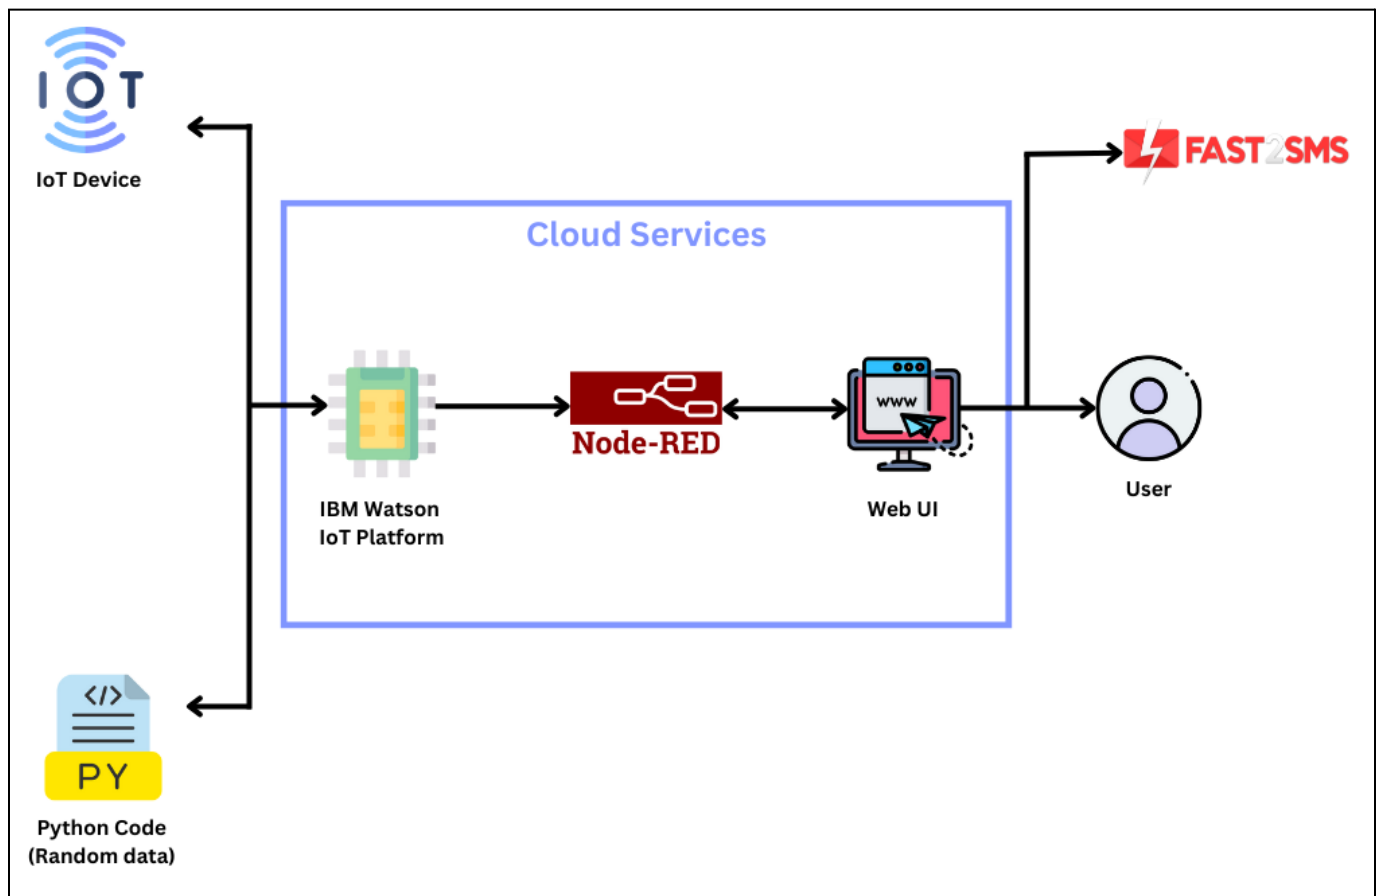 IOT
IoT Device
FAST2SMS
Cloud Services
www
Node-RED
IBM Watson
IoT Platform
Web UI
User
</>
PY
Python Code
(Random data)